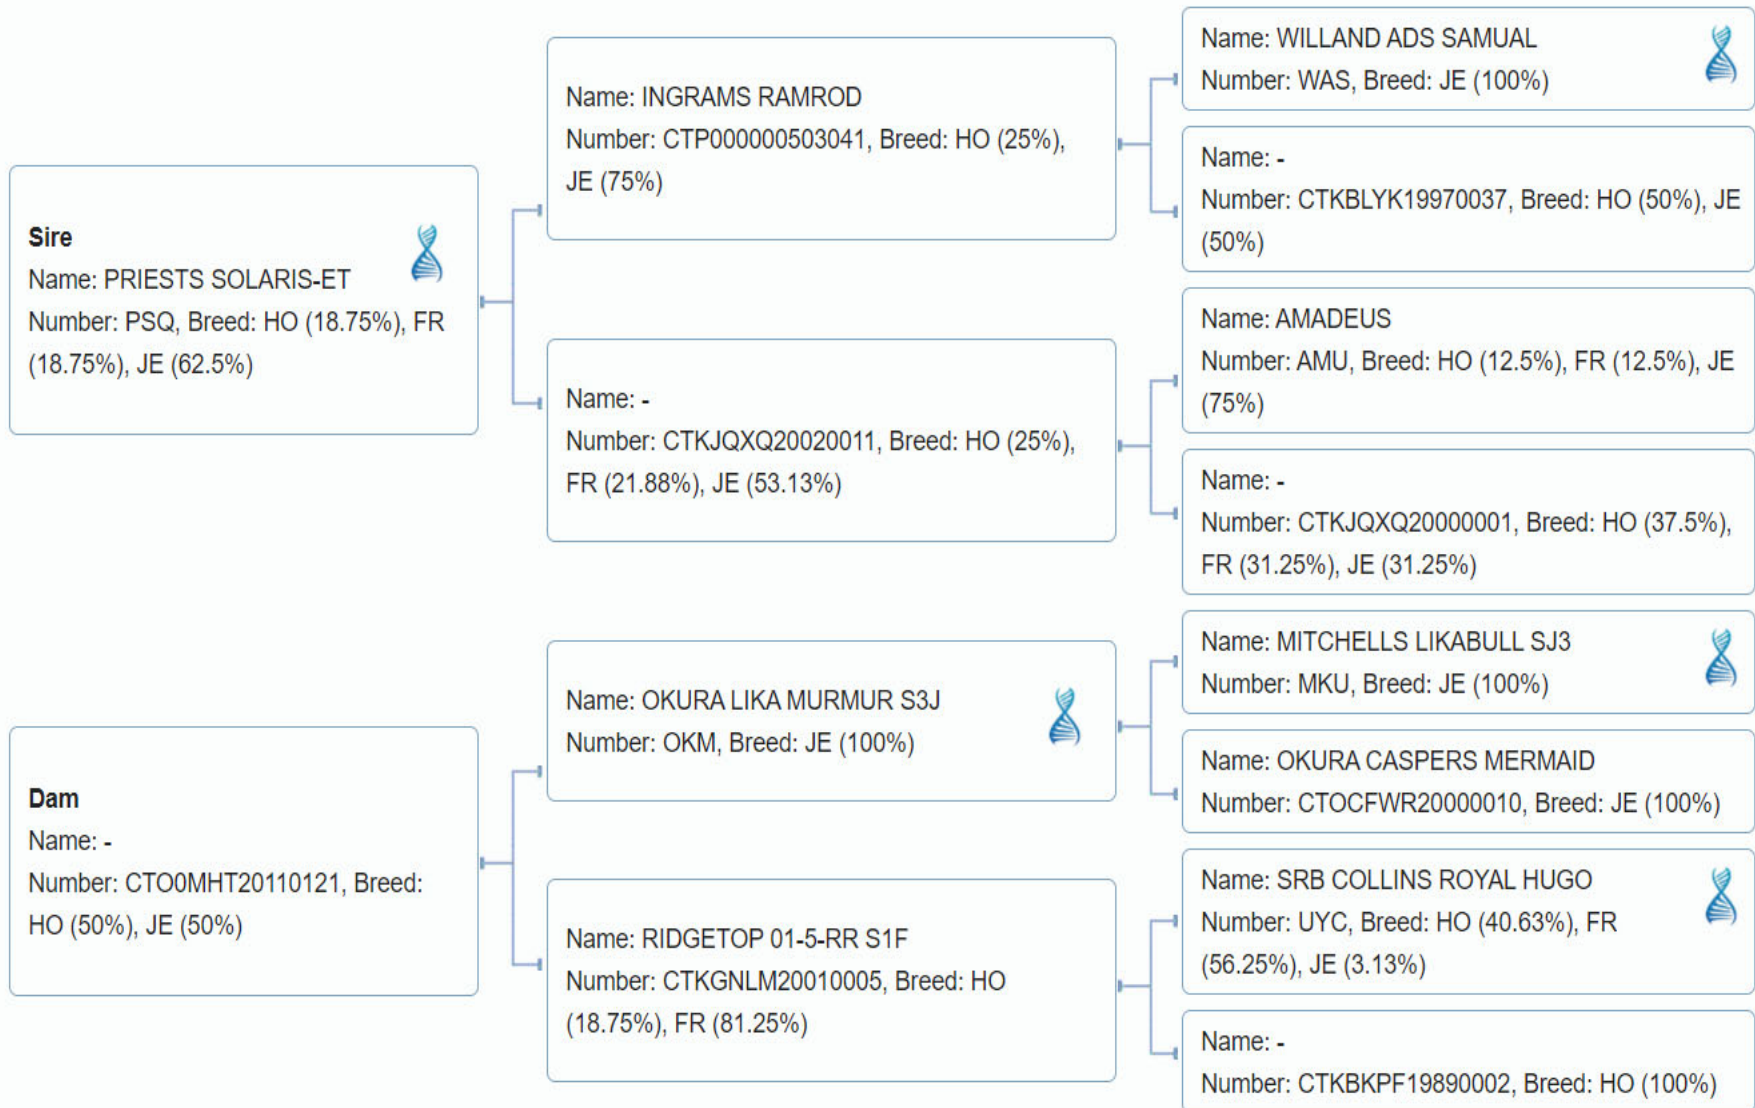 Sire
Name: PRIESTS SOLARIS-ET
Number: PSQ, Breed: HO (18.75%), FR
(18.75%), JE (62.5%)
Name: INGRAMS RAMROD
Number: CTP000000503041, Breed: HO (25%),
JE (75%)
Name: WILLAND ADS SAMUAL
Number: WAS, Breed: JE (100%)
Name: -
Number: CTKBLYK19970037, Breed: HO (50%), JE
(50%)
Name: -
Number: CTKJQXQ20020011, Breed: HO (25%),
FR (21.88%), JE (53.13%)
Name: AMADEUS
Number: AMU, Breed: HO (12.5%), FR (12.5%), JE
(75%)
Name: -
Number: CTKJQXQ20000001, Breed: HO (37.5%),
FR (31.25%), JE (31.25%)
Dam
Name: -
Number: CTO0MHT20110121, Breed:
HO (50%), JE (50%)
Name: OKURA LIKA MURMUR S3J
Number: OKM, Breed: JE (100%)
Name: MITCHELLS LIKABULL SJ3
Number: MKU, Breed: JE (100%)
Name: OKURA CASPERS MERMAID
Number: CTOCFWR20000010, Breed: JE (100%)
Name: RIDGETOP 01-5-RR S1F
Number: CTKGNLM20010005, Breed: HO
(18.75%), FR (81.25%)
Name: SRB COLLINS ROYAL HUGO
Number: UYC, Breed: HO (40.63%), FR
(56.25%), JE (3.13%)
Name: -
Number: CTKBKPF19890002, Breed: HO (100%)